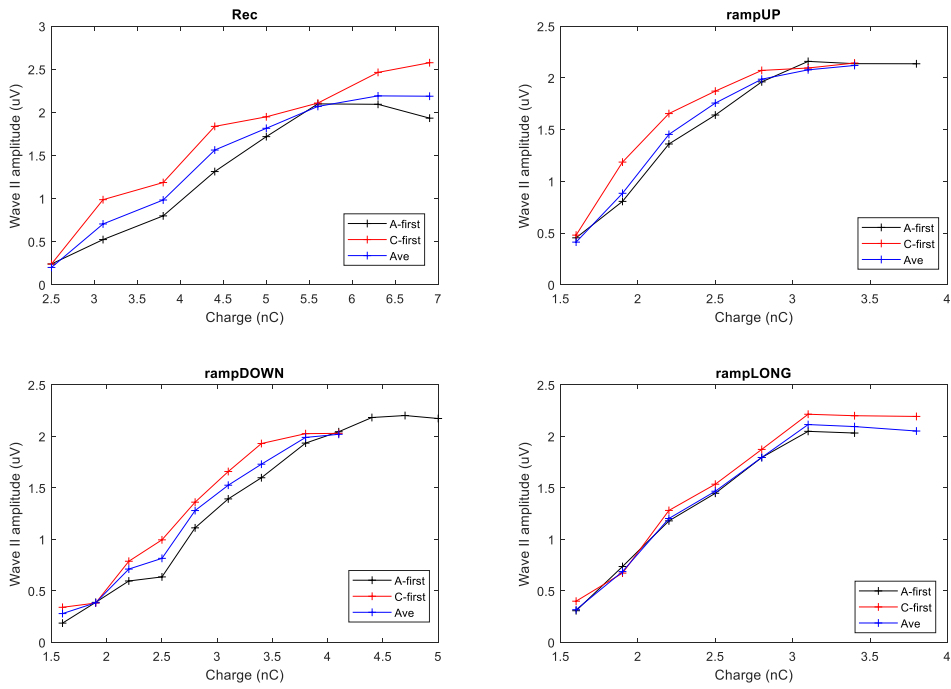 Rec
3
2.5
2
1.5
1
0.5
0
Wave II amplitude (uV)
2.5 3 3.5 4 4.5 5 5.5 6 6.5 7
Charge (nC)
A-first
C-first
Ave
rampUP
2.5
2
1.5
1
0.5
0
Wave II amplitude (uV)
1.5 2 2.5 3 3.5 4
Charge (nC)
A-first
C-first
Ave
rampDOWN
2.5
2
1.5
1
0.5
0
Wave II amplitude (uV)
1.5 2 2.5 3 3.5 4 4.5 5
Charge (nC)
A-first
C-first
Ave
rampLONG
2.5
2
1.5
1
0.5
0
Wave II amplitude (uV)
1.5 2 2.5 3 3.5 4
Charge (nC)
A-first
C-first
Ave